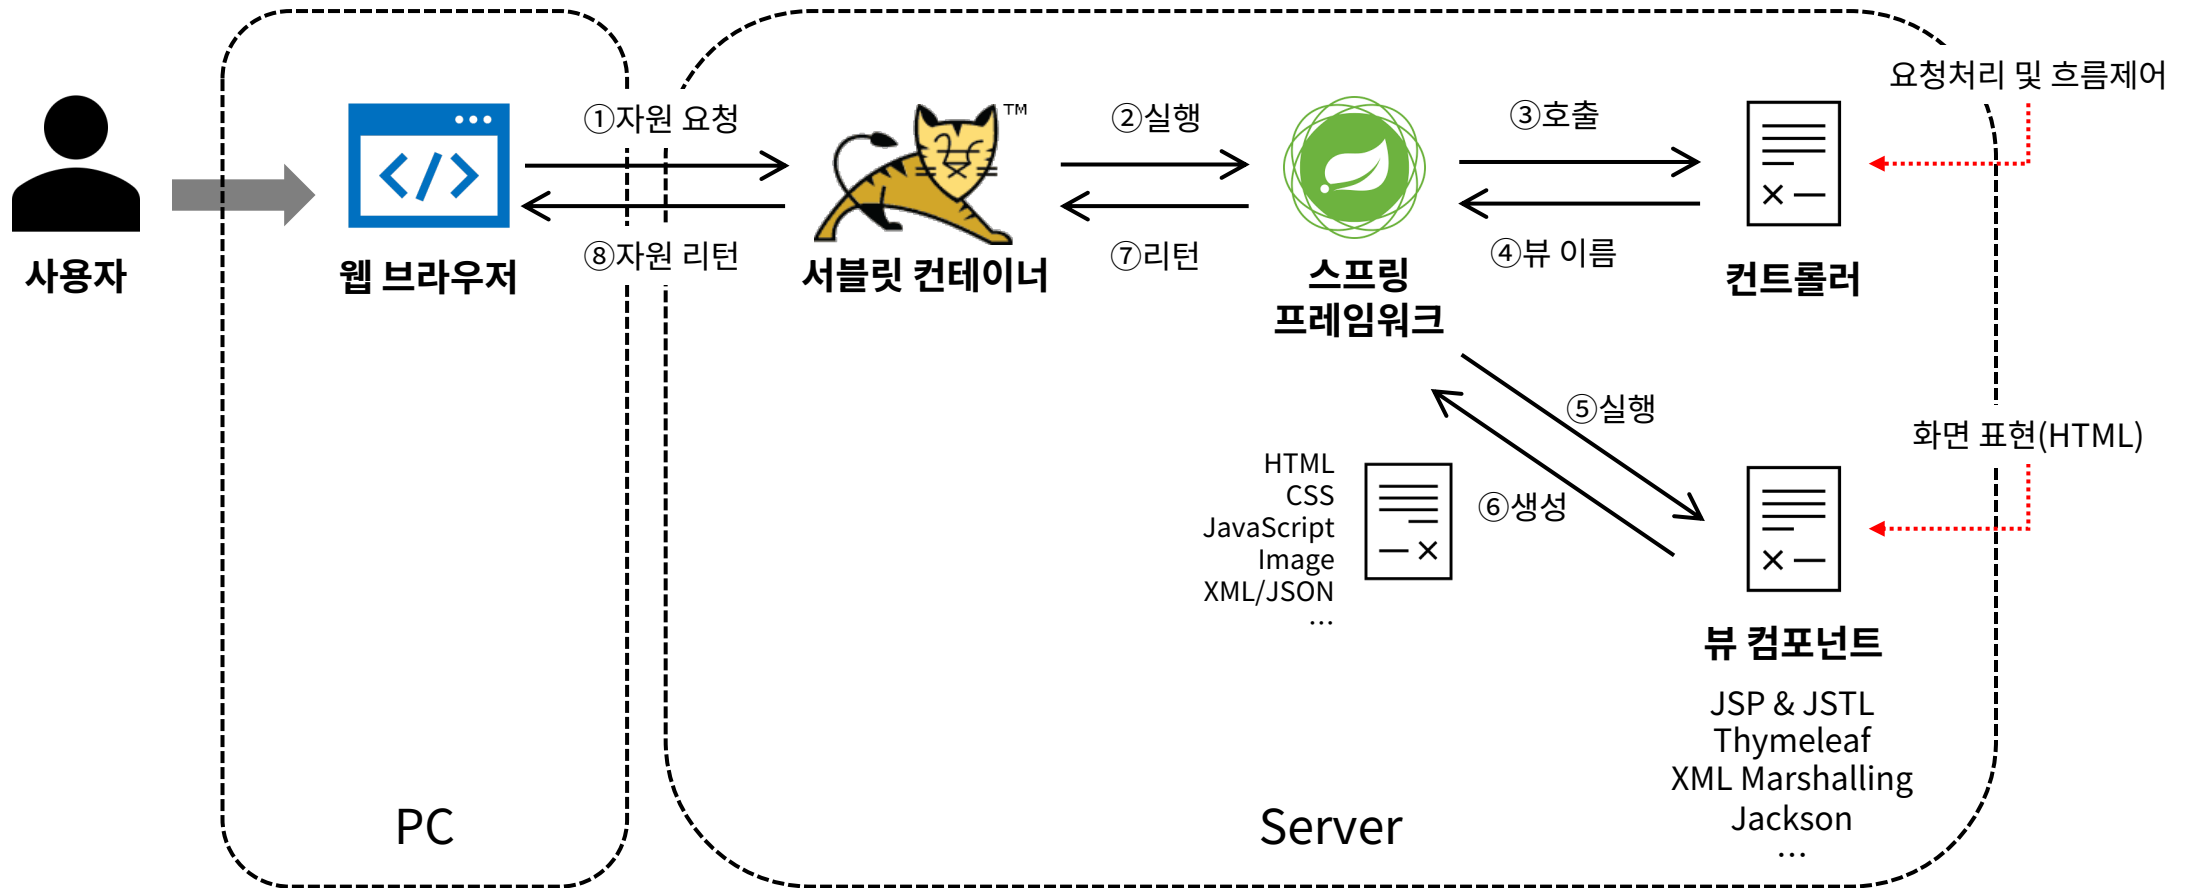 요청처리 및 흐름제어
①자원 요청
TM
②실행
③호출
⑧자원 리턴
⑦리턴
④뷰 이름
사용자
웹 브라우저
서블릿 컨테이너
스프링
프레임워크
컨트롤러
⑤실행
화면 표현(HTML)
HTML
CSS
JavaScript
Image
XML/JSON
...
⑥생성
뷰 컴포넌트
JSP & JSTL
Thymeleaf
XML Marshalling
Jackson
...
PC
Server